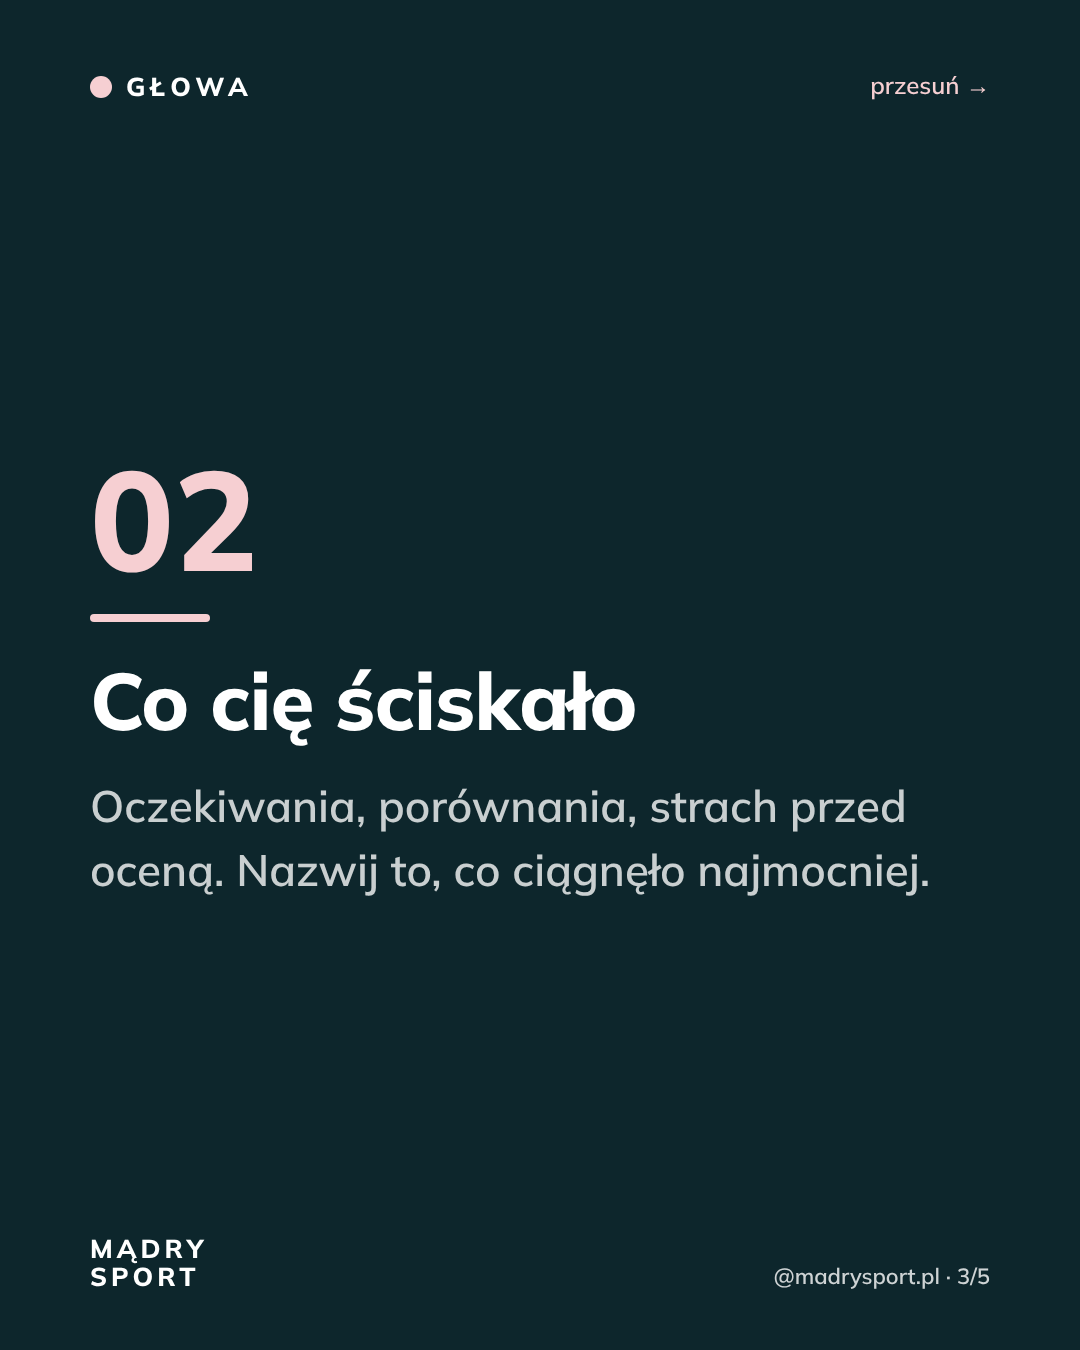 GŁOWA
przesuń →
02
Co cię ściskało
Oczekiwania, porównania, strach przed
oceną. Nazwij to, co ciągnęło najmocniej.
MĄDRY
SPORT
@madrysport.pl · 3/5